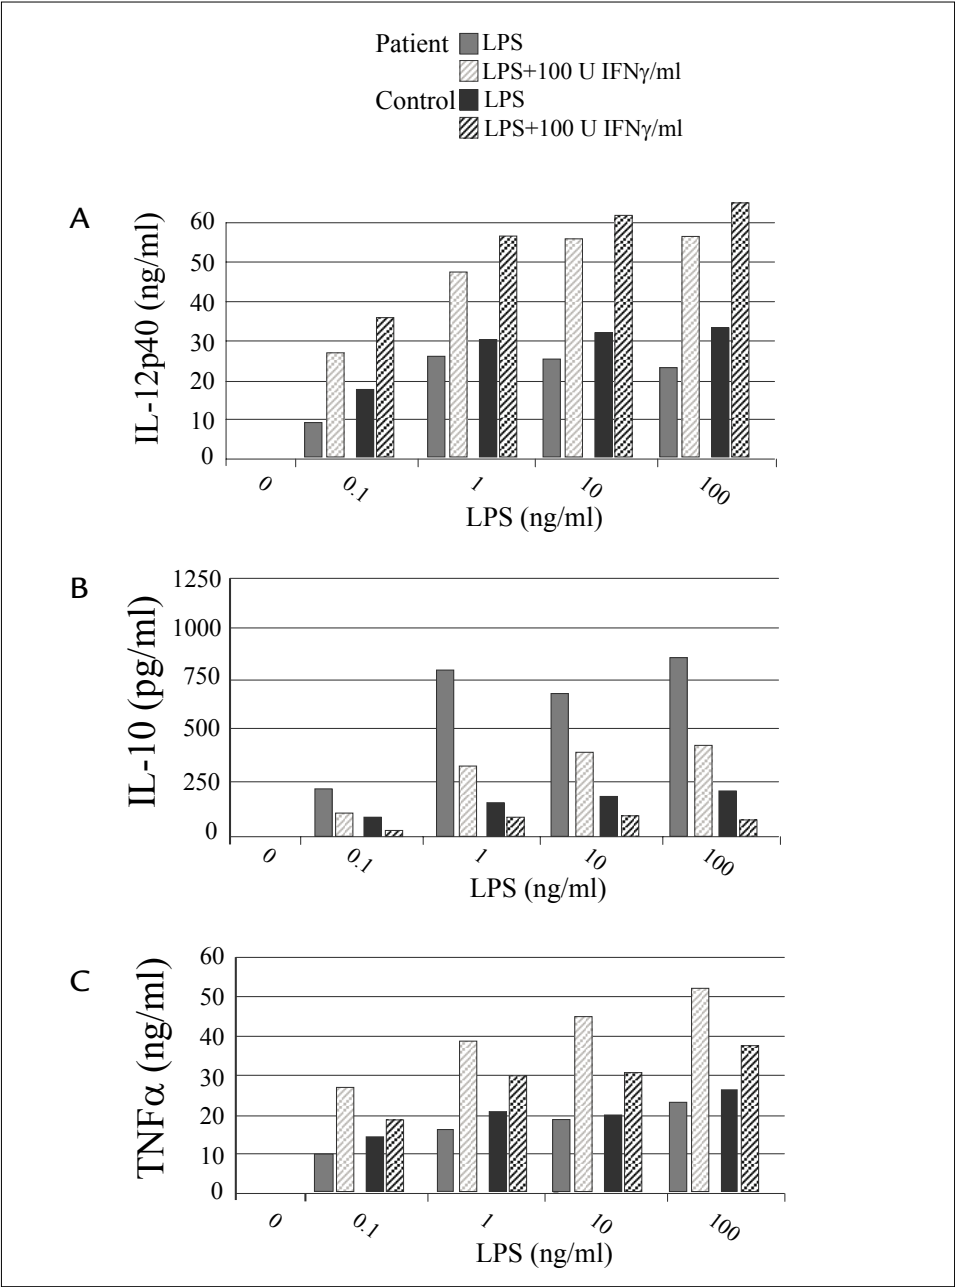 Patient LPS
LPS+100 U IFNγ/ml
Control LPS
LPS+100 U IFNγ/ml
A
IL-12p40 (ng/ml)
60
50
40
30
20
10
0
0 0.1 1 10 100
LPS (ng/ml)
B
IL-10 (pg/ml)
1250
1000
750
500
250
0
0 0.1 1 10 100
LPS (ng/ml)
C
TNFα (ng/ml)
60
50
40
30
20
10
0
0 0.1 1 10 100
LPS (ng/ml)